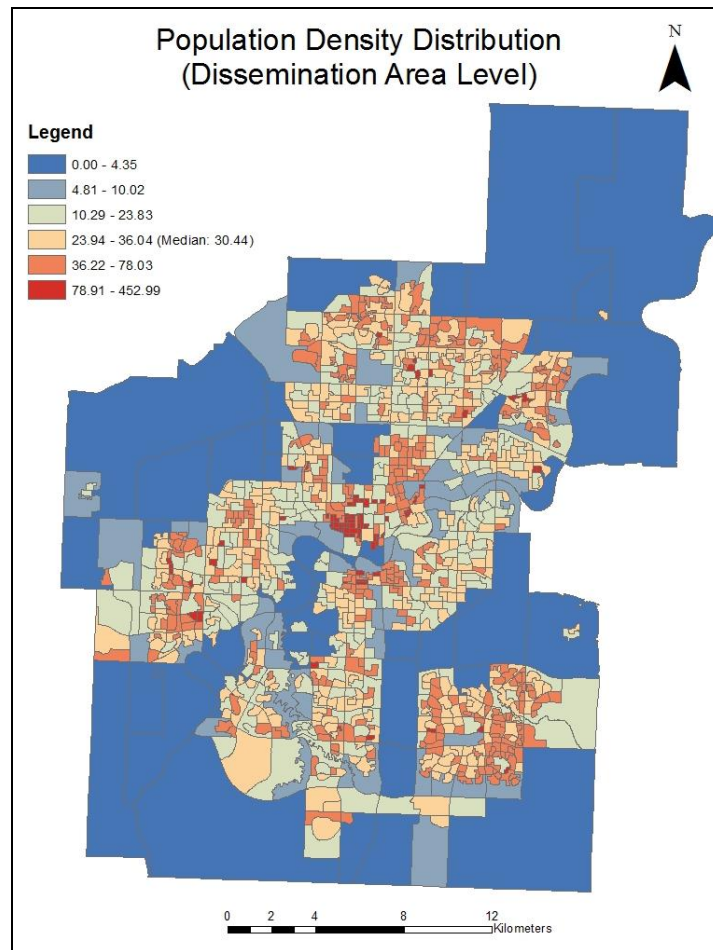 Population Density Distribution
(Dissemination Area Level)
N
Legend
0.00 - 4.35
4.81 - 10.02
10.29 - 23.83
23.94 - 36.04 (Median: 30.44)
36.22 - 78.03
78.91 - 452.99
0 2 4 8 12
Kilometers